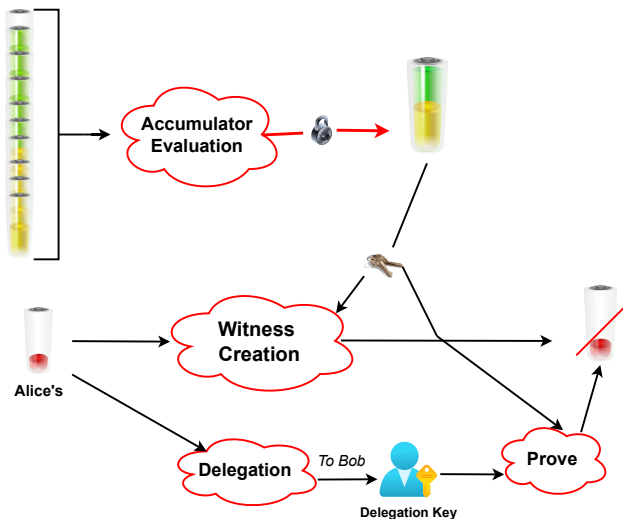 Accumulator
Evaluation
Witness
Creation
Alice's
Delegation
To Bob
Delegation Key
Prove